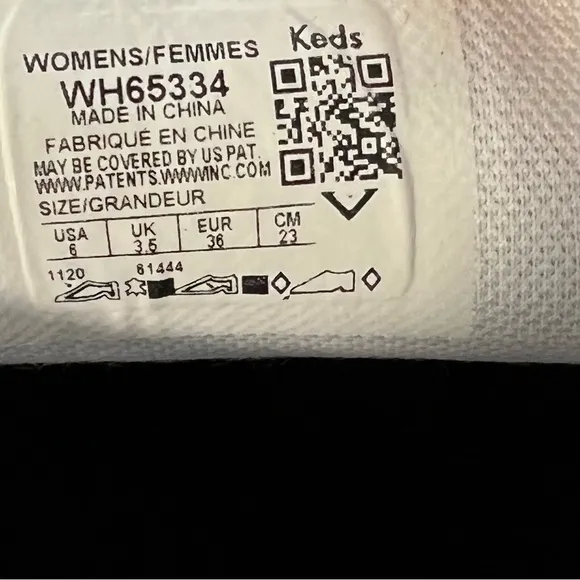 Keds
WOMENS/FEMMES
WH65334
MADE IN CHINA
FABRIQUÉ EN CHINE
MAY BE COVERED BY US PAT.
WWW.PATENTS.WWWINC.COM
SIZE/GRANDEUR
USA UK EUR CM
6 3.5 36 23
1120 61444